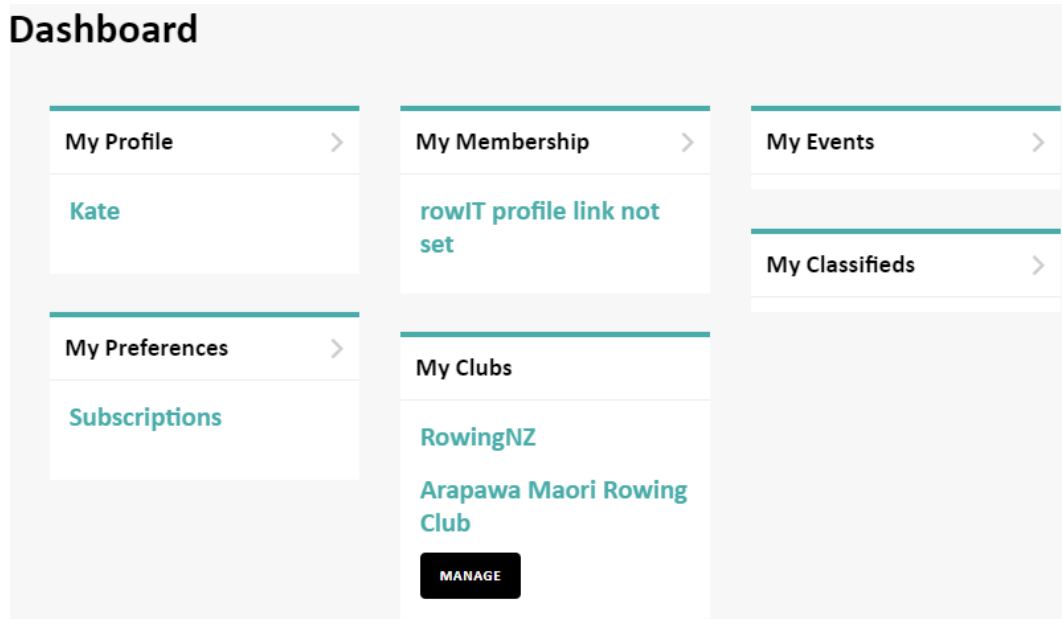 Dashboard
My Profile
Kate
My Preferences
Subscriptions
My Membership
rowIT profile link not
set
My Clubs
RowingNZ
Arapawa Maori Rowing
Club
MANAGE
My Events
My Classifieds